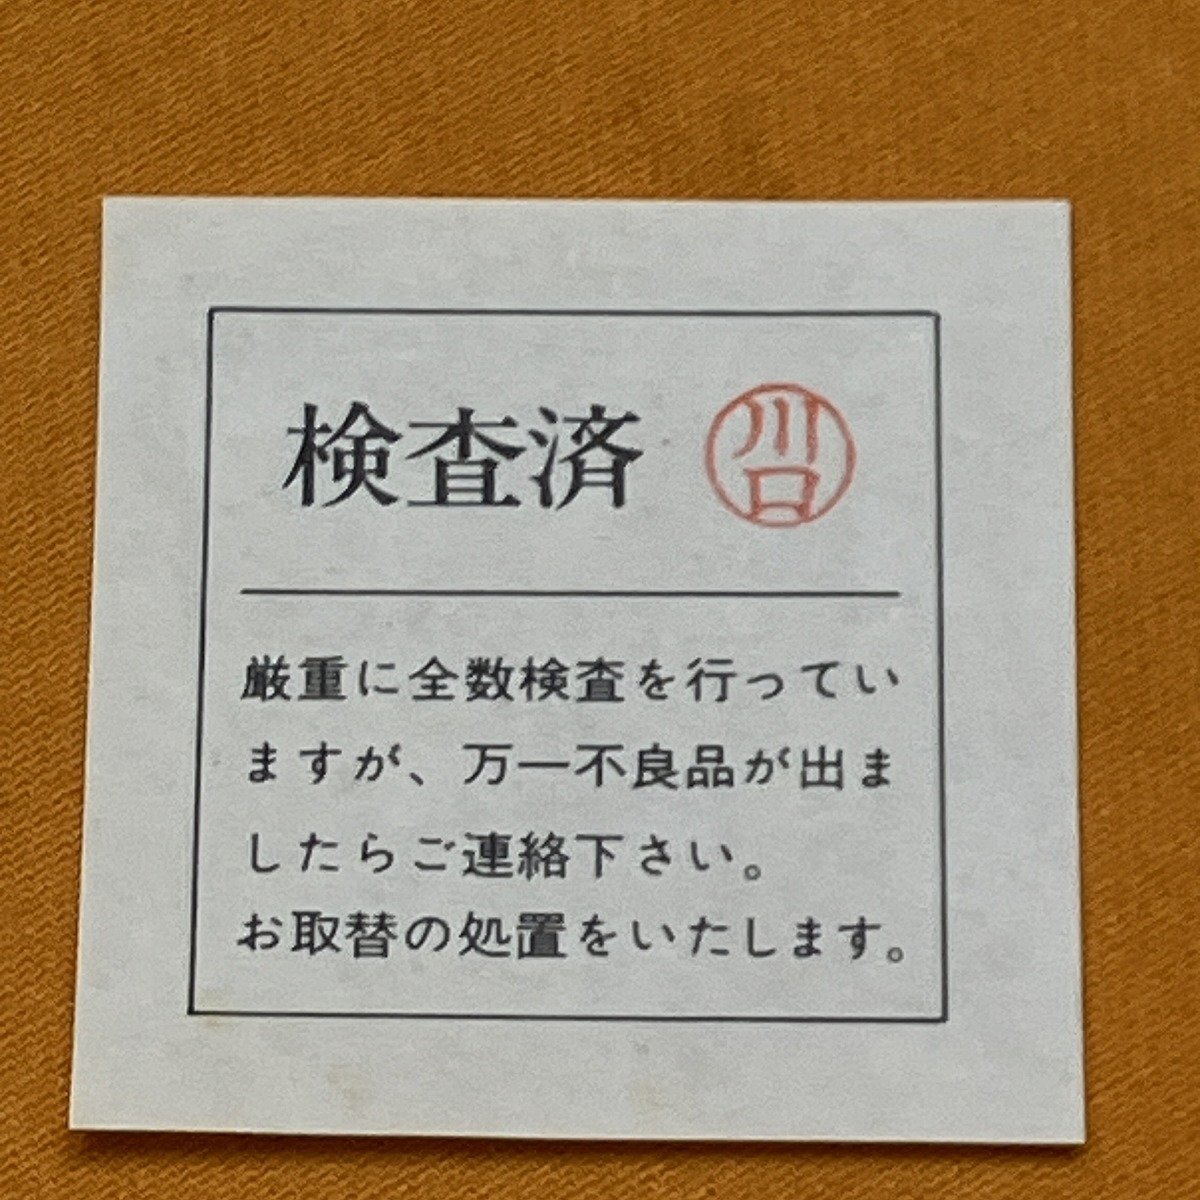 検査済 川口
厳重に全数検査を行ってい
ますが、万一不良品が出ま
したらご連絡下さい。
お取替の処置をいたします。